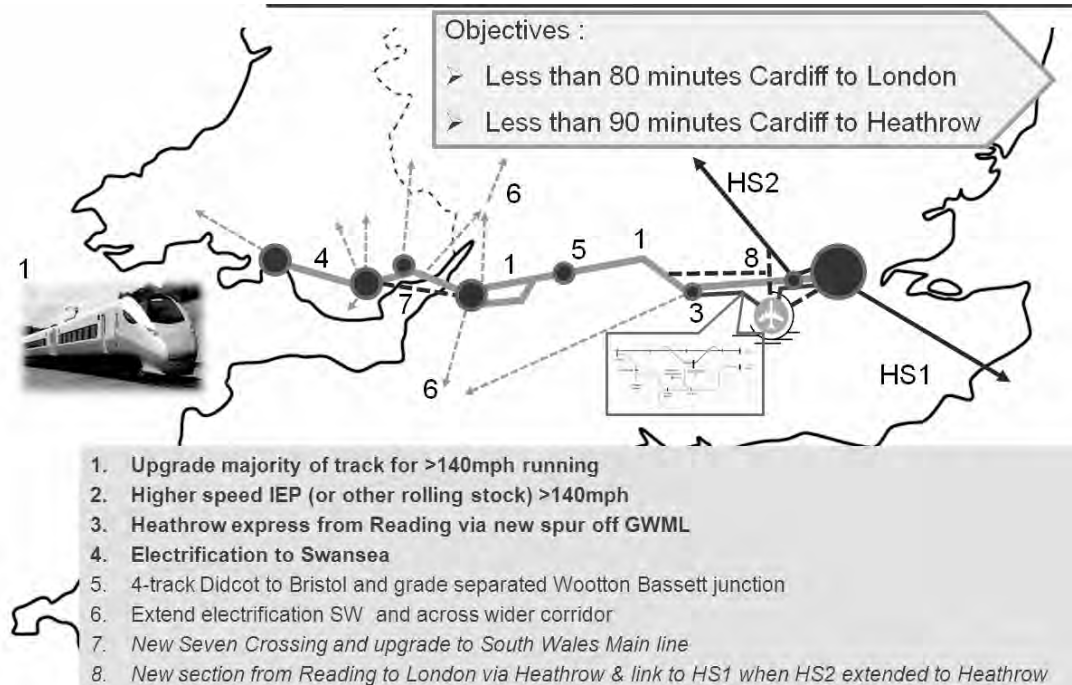 Objectives :
➢ Less than 80 minutes Cardiff to London
➢ Less than 90 minutes Cardiff to Heathrow
HS2
6
1
5
1
8
4
1
7
3
HS1
6
1. Upgrade majority of track for >140mph running
2. Higher speed IEP (or other rolling stock) >140mph
3. Heathrow express from Reading via new spur off GWML
4. Electrification to Swansea
5. 4-track Didcot to Bristol and grade separated Wootton Bassett junction
6. Extend electrification SW and across wider corridor
7. New Seven Crossing and upgrade to South Wales Main line
8. New section from Reading to London via Heathrow & link to HS1 when HS2 extended to Heathrow